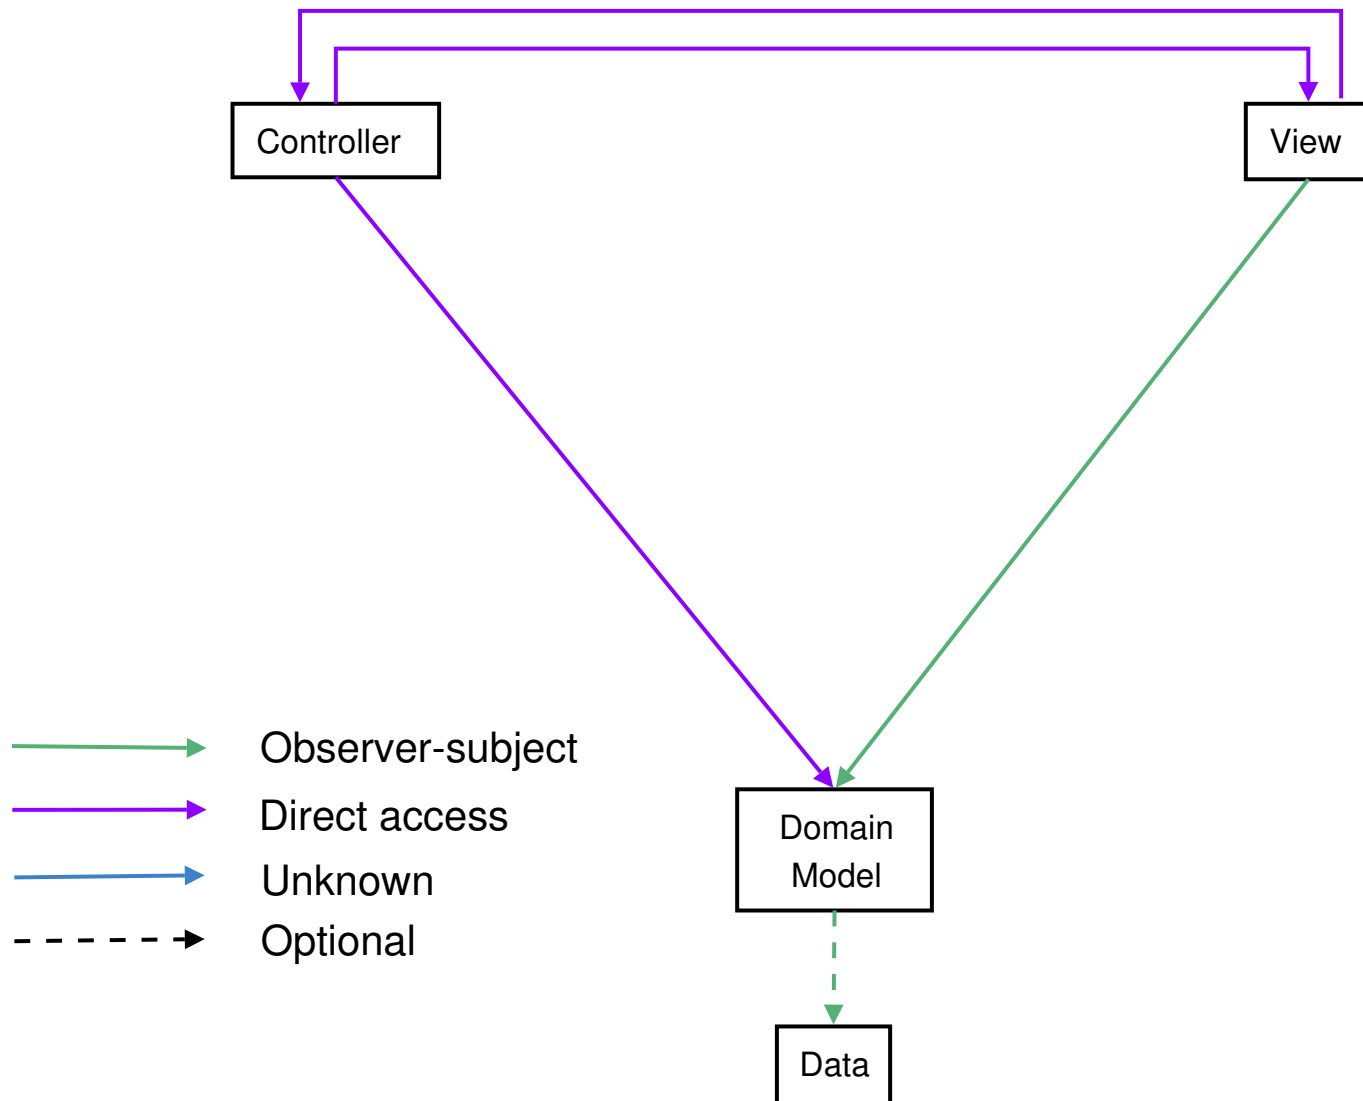 Controller
View
Domain
Model
Data
Observer-subject
Direct access
Unknown
Optional